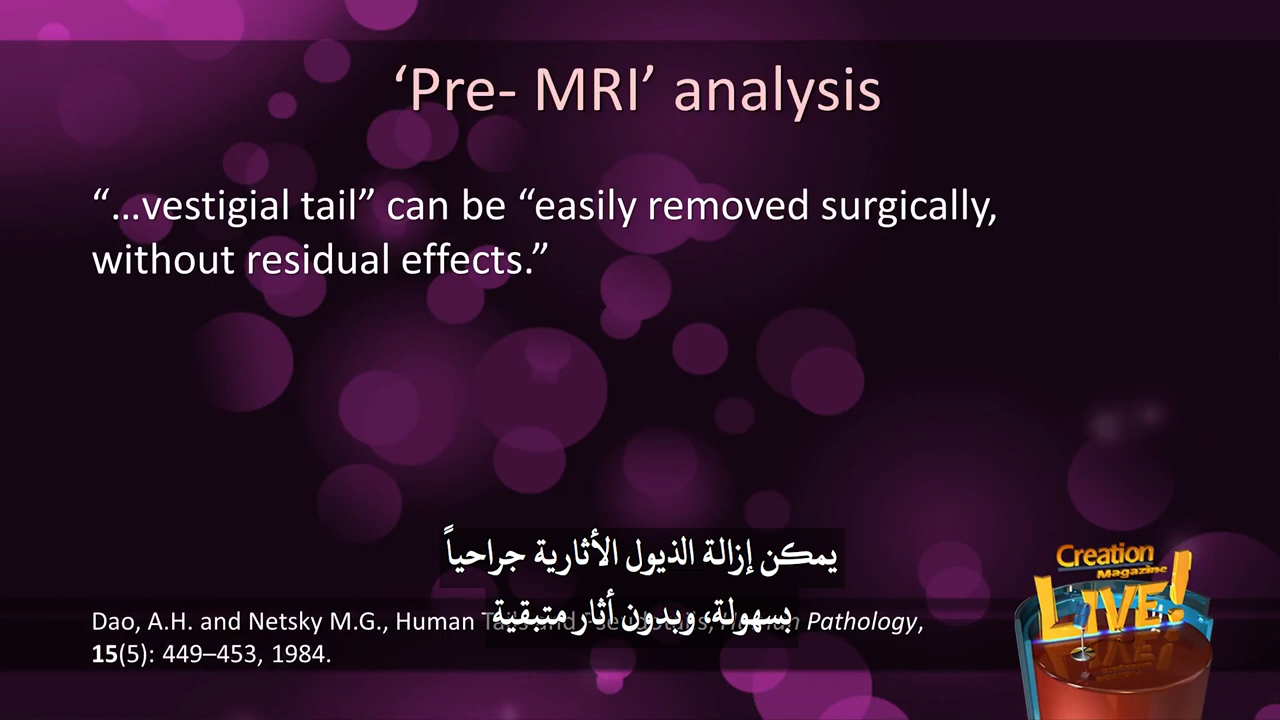 ‘Pre- MRI’ analysis
“...vestigial tail” can be “easily removed surgically,
without residual effects.”
يمكن إزالة الذيول الأثارية جراحياً
بسهولة، وبدون أثار متبقية
Dao, A.H. and Netsky M.G., Human Pathology,
15(5): 449–453, 1984.
Creation
Magazine
LIVE!